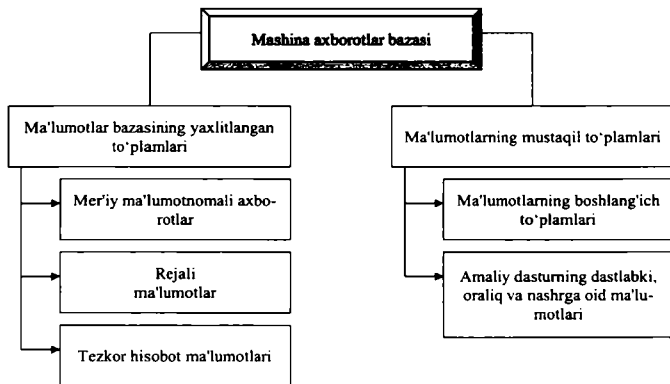 Mashina axborotlar bazasi
Ma'lumotlar bazasining yaxlitlangan
to‘plamlari
Mer'iy ma'lumotnomali axbo-
rotlar
Rejali
ma'lumotlar
Tezkor hisobot ma'lumotlari
Ma'lumotlarning mustaqil to‘plamlari
Ma'lumotlarning boshlang'ich
to‘plamlari
Amaliy dasturning dastlabki,
oraliq va nashrga oid ma'lu-
motlari